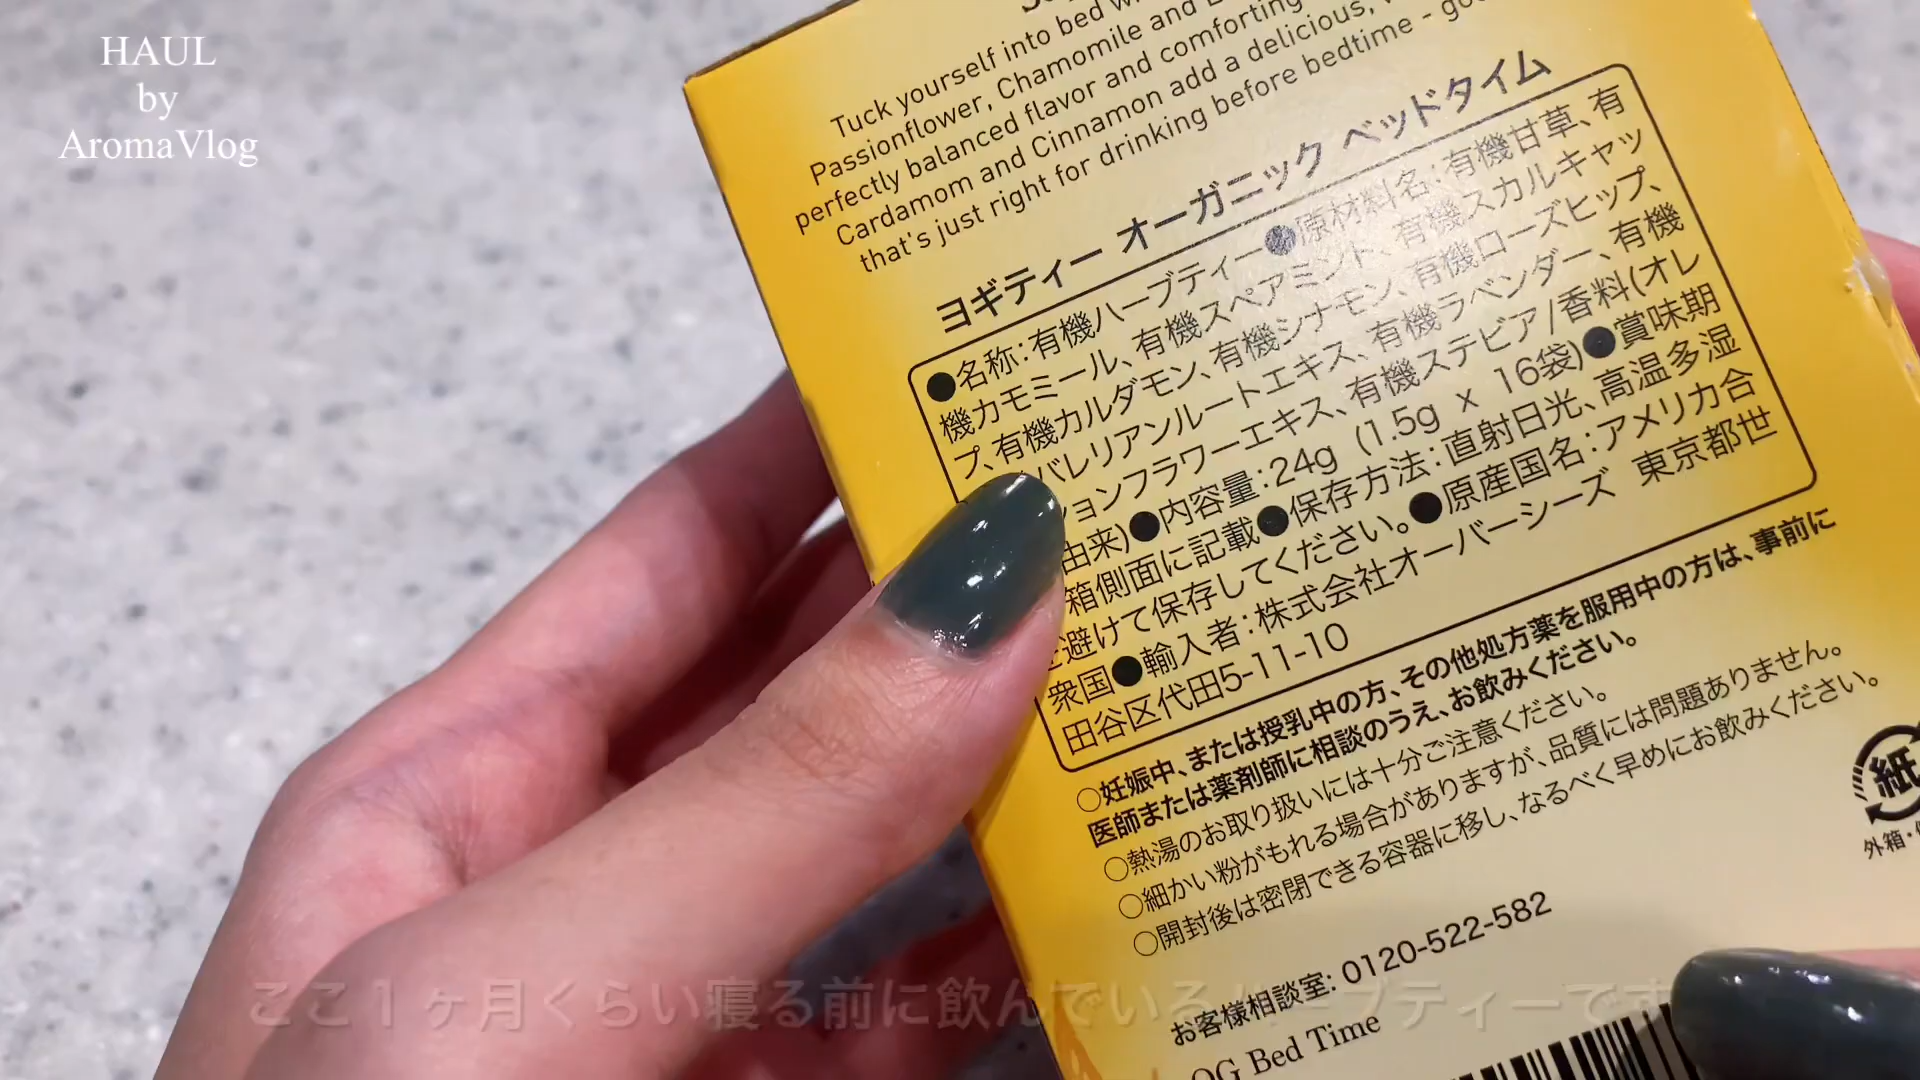 HAUL
by
AromaVlog
Tuck yourself into bed
Passionflower, Chamomile and
perfectly balanced flavor and comforting
Cardamom and Cinnamon add a delicious,
that's just right for drinking before bedtime -
ヨギティー オーガニック ベッドタイム
●名称:有機ハーブティー●原材料名:有機甘草、有
機カモミール、有機スペアミント、有機スカルキャッ
プ、有機カルダモン、有機シナモン、有機ローズヒップ、
バレリアンルートエキス、有機ラベンダー、有機
ションフラワーエキス、有機ステビア/香料(オレ
由来)●内容量:24g (1.5g x 16袋)●賞味期
箱側面に記載●保存方法:直射日光、高温多湿
避けて保存してください。●原産国名:アメリカ合
衆国●輸入者:株式会社オーバーシーズ 東京都世
田谷区代田5-11-10
○妊娠中、または授乳中の方、その他処方薬を服用中の方は、事前に
医師または薬剤師に相談のうえ、お飲みください。
○熱湯のお取り扱いには十分ご注意ください。
○細かい粉がもれる場合がありますが、品質には問題ありません。
○開封後は密閉できる容器に移し、なるべく早めにお飲みください。
紙
外箱・
お客様相談室: 0120-522-582
OG Bed Time
ここ1ヶ月くらい寝る前に飲んでいるハーブティーです